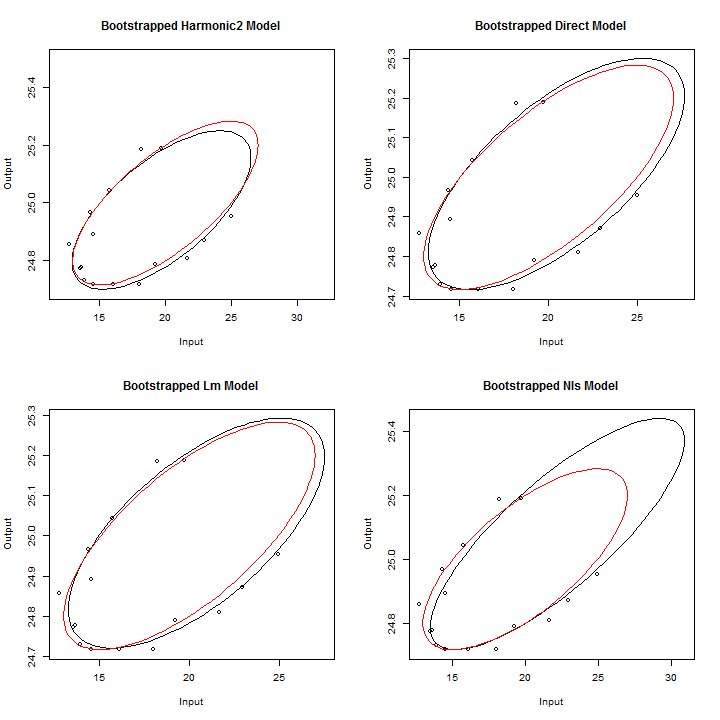 Bootstrapped Harmonic2 Model
Output
24.8 25.0 25.2 25.4
15 20 25 30
Input
Bootstrapped Direct Model
Output
24.7 24.8 24.9 25.0 25.1 25.2 25.3
15 20 25
Input
Bootstrapped Lm Model
Output
24.7 24.8 24.9 25.0 25.1 25.2 25.3
15 20 25
Input
Bootstrapped Nls Model
Output
24.8 25.0 25.2 25.4
15 20 25 30
Input